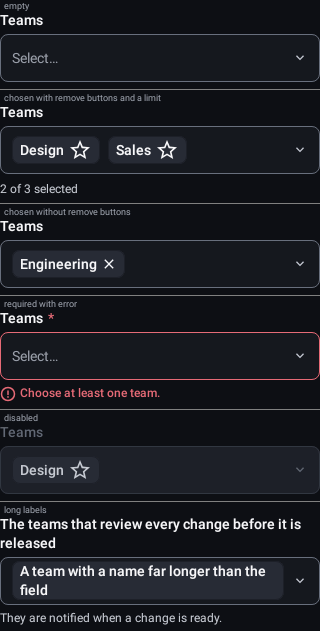 empty
Teams
Select...
chosen with remove buttons and a limit
Teams
Design
Sales
2 of 3 selected
chosen without remove buttons
Teams
Engineering
required with error
Teams *
Select...
Choose at least one team.
disabled
Teams
Design
long labels
The teams that review every change before it is
released
A team with a name far longer than the
field
They are notified when a change is ready.